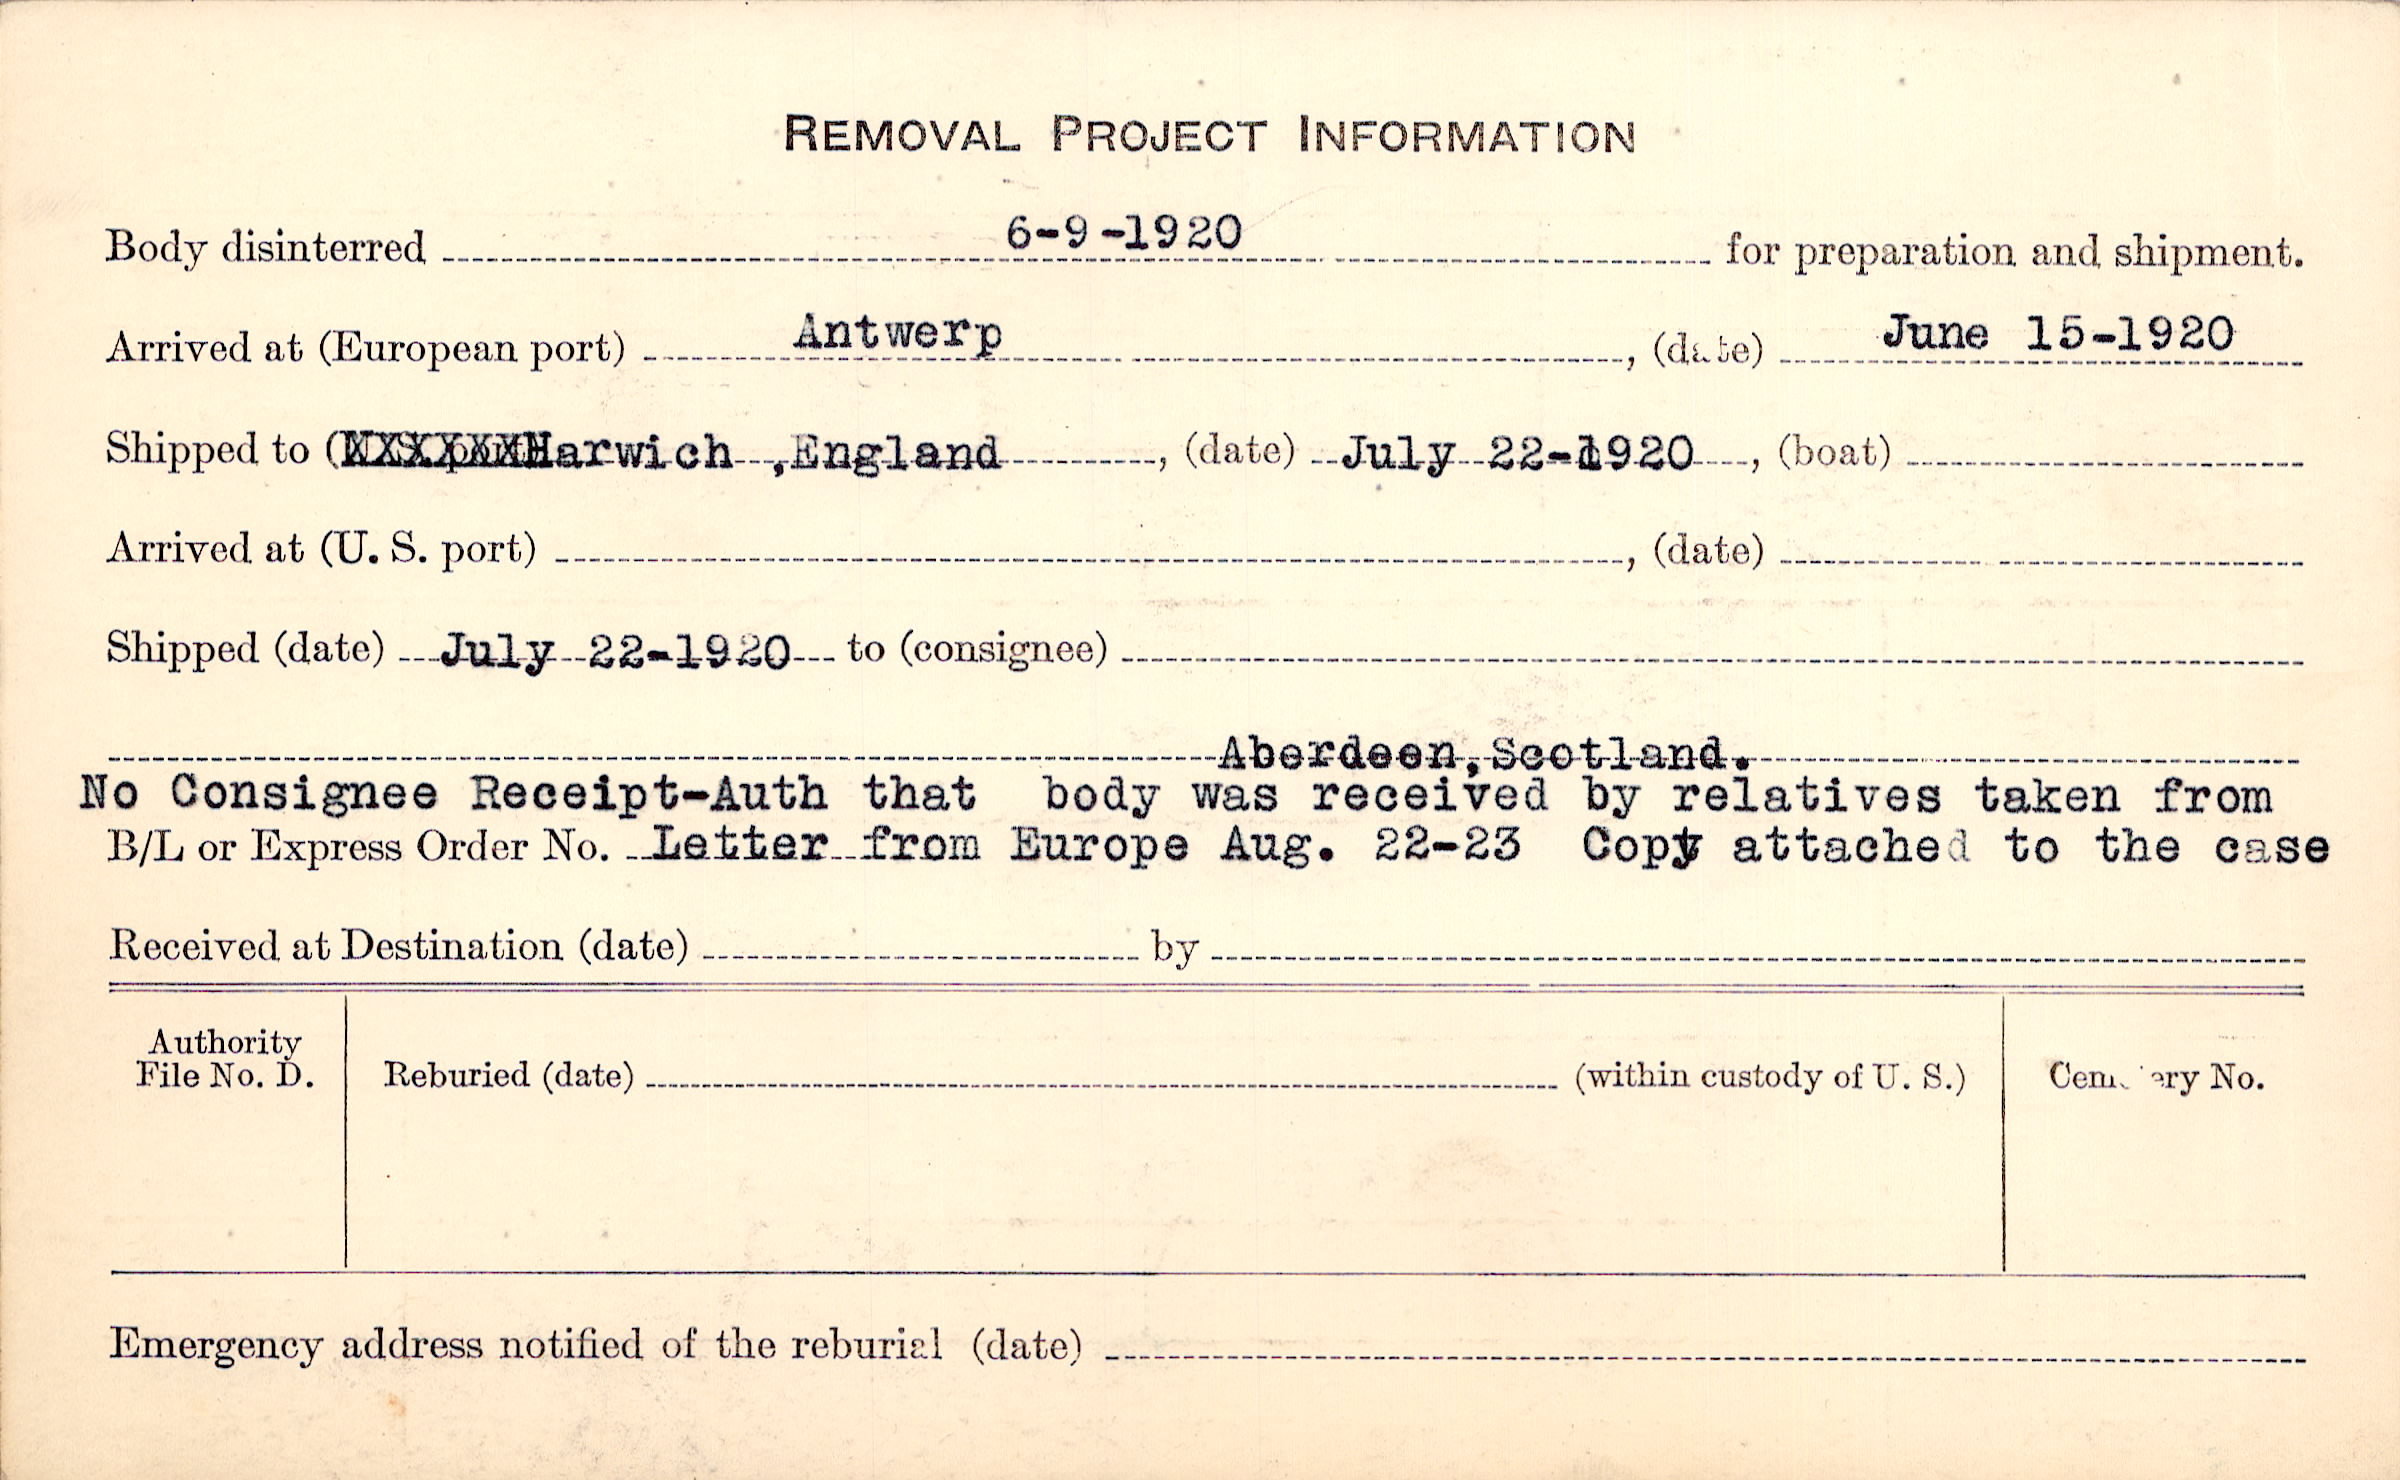 REMOVAL PROJECT INFORMATION
Body disinterred 6-9-1920 for preparation and shipment.
Arrived at (European port) Antwerp, (date) June 15-1920
Shipped to (XXXXXXHarwich ,England, (date) July 22-1920, (boat)
Arrived at (U. S. port), (date)
Shipped (date) July 22-1920 to (consignee)
Aberdeen,Scotland.
No Consignee Receipt-Auth that body was received by relatives taken from
B/L or Express Order No. Letter from Europe Aug. 22-23 Copy attached to the case
Received at Destination (date) by
Authority
File No. D.
Reburied (date) (within custody of U. S.)
Cemetery No.
Emergency address notified of the reburial (date)